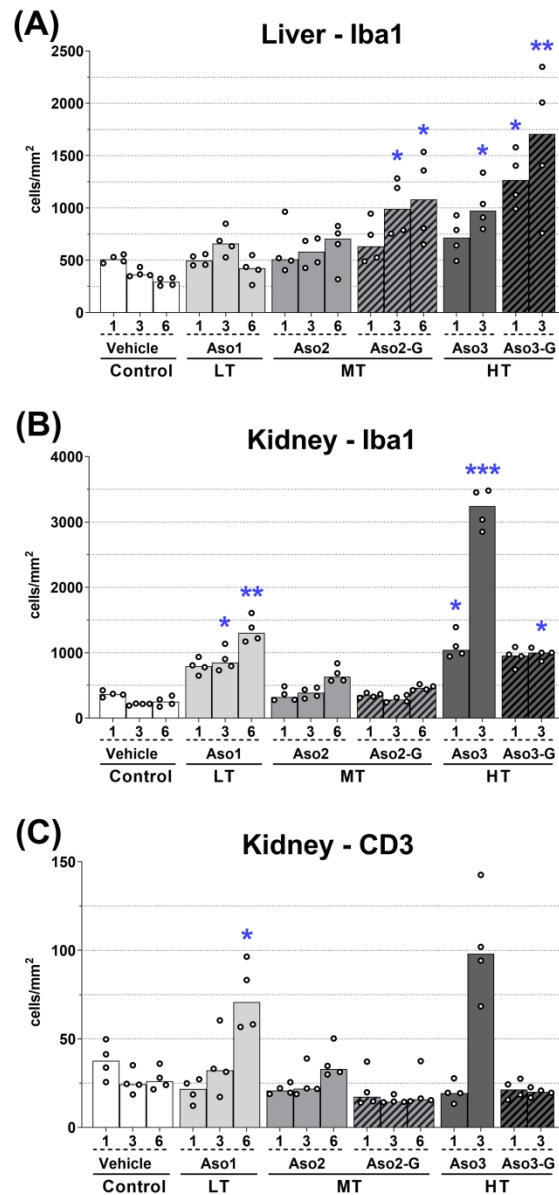 (A) Liver - Iba1
2500
**
2000
* *
1500
* *
cells/mm²
1000
500
0
1 3 6 1 3 6 1 3 6 1 3 6 1 3 1 3
Vehicle Aso1 Aso2 Aso2-G Aso3 Aso3-G
Control LT MT HT
(B) Kidney - Iba1
4000
***
3000
cells/mm²
2000
**
* * *
1000
0
1 3 6 1 3 6 1 3 6 1 3 6 1 3 1 3
Vehicle Aso1 Aso2 Aso2-G Aso3 Aso3-G
Control LT MT HT
(C) Kidney - CD3
150
*
100
cells/mm²
50
0
1 3 6 1 3 6 1 3 6 1 3 6 1 3 1 3
Vehicle Aso1 Aso2 Aso2-G Aso3 Aso3-G
Control LT MT HT